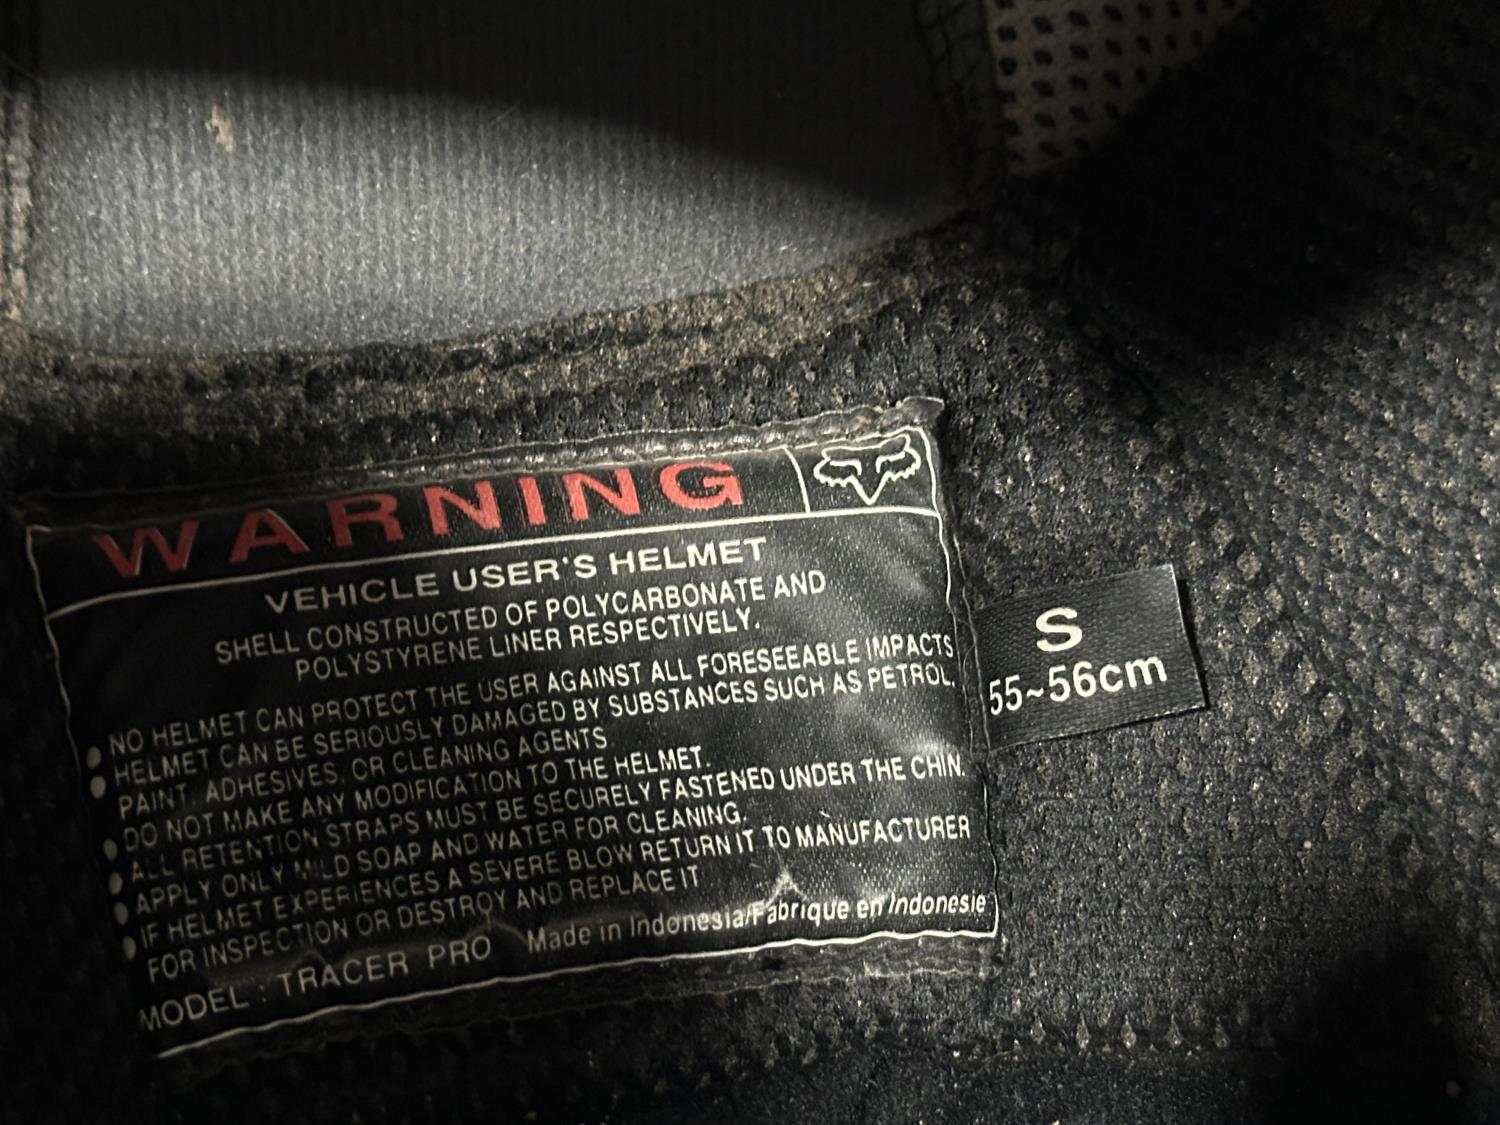 WARNING
VEHICLE USER'S HELMET
SHELL CONSTRUCTED OF POLYCARBONATE AND
POLYSTYRENE LINER RESPECTIVELY.
● NO HELMET CAN PROTECT THE USER AGAINST ALL FORESEEABLE IMPACTS
● HELMET CAN BE SERIOUSLY DAMAGED BY SUBSTANCES SUCH AS PETROL,
PAINT, ADHESIVES, OR CLEANING AGENTS
● DO NOT MAKE ANY MODIFICATION TO THE HELMET.
● ALL RETENTION STRAPS MUST BE SECURELY FASTENED UNDER THE CHIN.
● APPLY ONLY MILD SOAP AND WATER FOR CLEANING.
● IF HELMET EXPERIENCES A SEVERE BLOW RETURN IT TO MANUFACTURER
FOR INSPECTION OR DESTROY AND REPLACE IT
MODEL : TRACER PRO Made in Indonesia/Fabrique en Indonesie
S
55~56cm